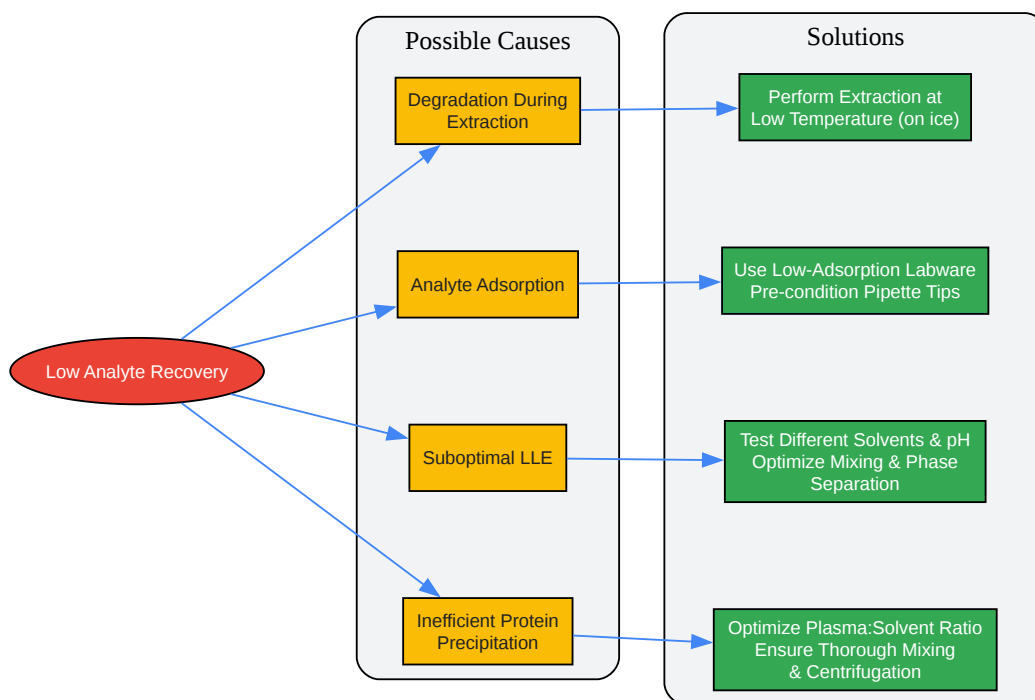 Possible Causes
Solutions
Degradation During
Extraction
Perform Extraction at
Low Temperature (on ice)
Analyte Adsorption
Use Low-Adsorption Labware
Pre-condition Pipette Tips
Low Analyte Recovery
Suboptimal LLE
Test Different Solvents & pH
Optimize Mixing & Phase
Separation
Inefficient Protein
Precipitation
Optimize Plasma:Solvent Ratio
Ensure Thorough Mixing
& Centrifugation